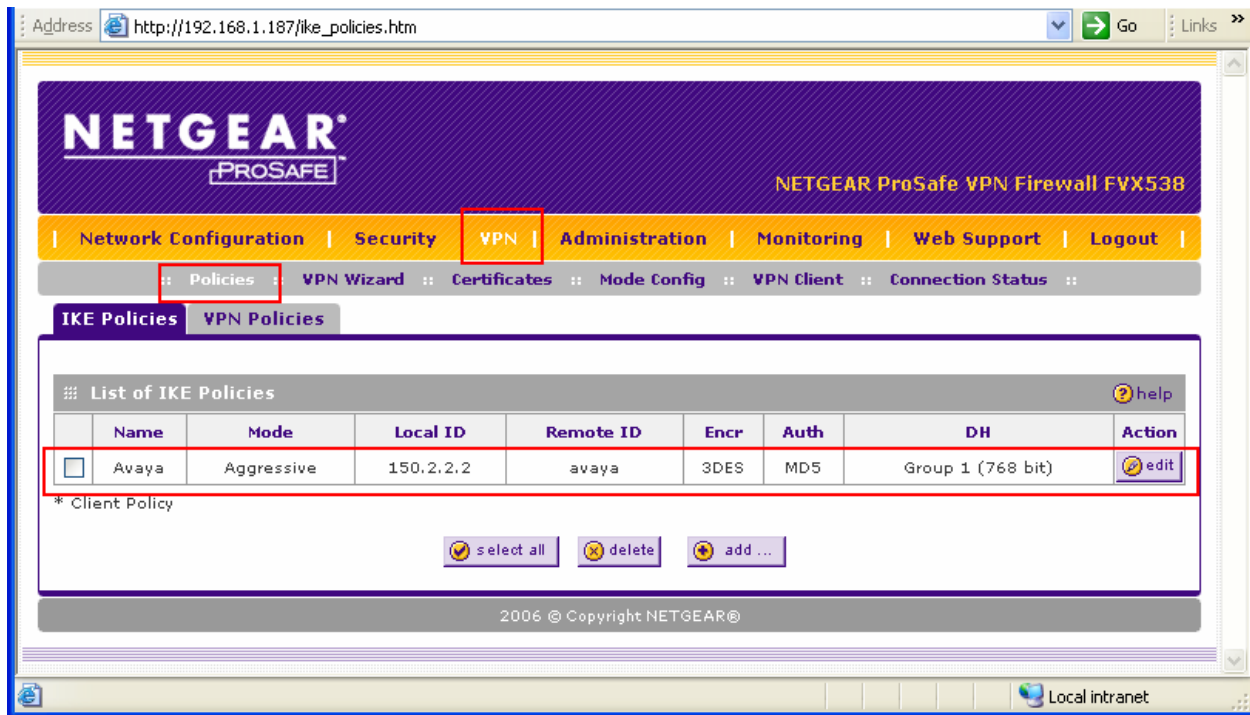 Address http://192.168.1.187/ike_policies.htm Go Links »
NETGEAR®
PROSAFE™
NETGEAR ProSafe VPN Firewall FVX538
| Network Configuration | Security VPN | Administration | Monitoring | Web Support | Logout |
:: Policies :: VPN Wizard :: Certificates :: Mode Config :: VPN Client :: Connection Status ::
IKE Policies VPN Policies
List of IKE Policies ? help
Name Mode Local ID Remote ID Encr Auth DH Action
Avaya Aggressive 150.2.2.2 avaya 3DES MD5 Group 1 (768 bit) edit
* Client Policy
select all delete add ...
2006 © Copyright NETGEAR®
Local intranet